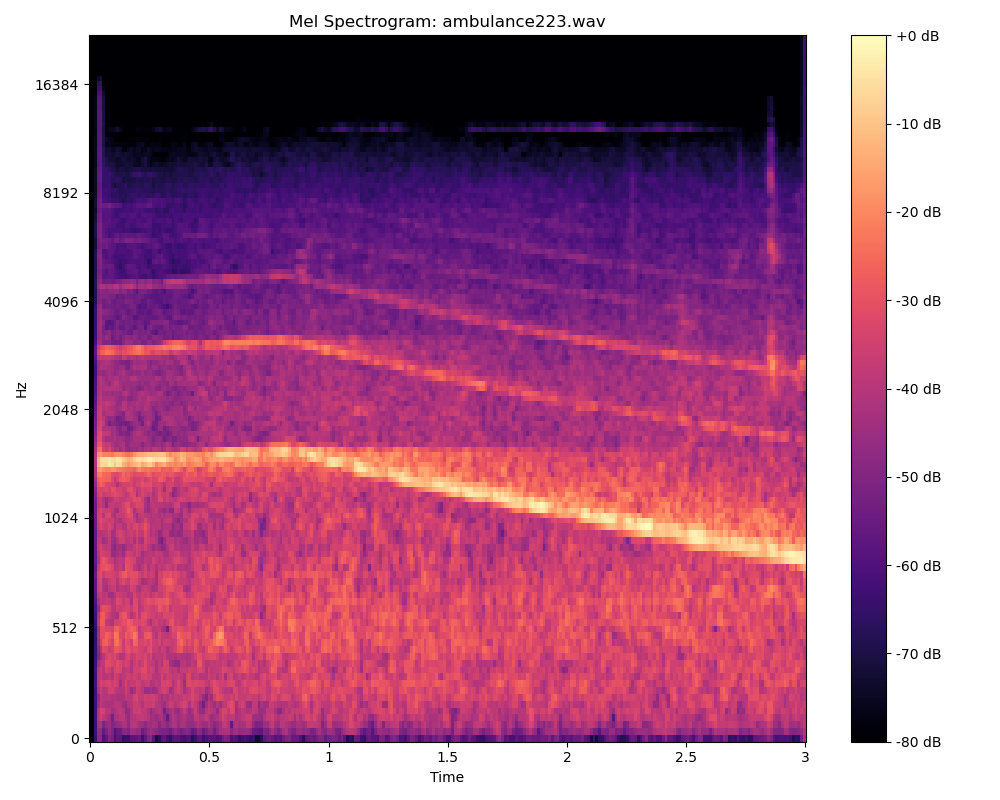 Mel Spectrogram: ambulance223.wav
Hz
16384
8192
4096
2048
1024
512
0
0
0.5
1
1.5
2
2.5
3
Time
+0 dB
-10 dB
-20 dB
-30 dB
-40 dB
-50 dB
-60 dB
-70 dB
-80 dB